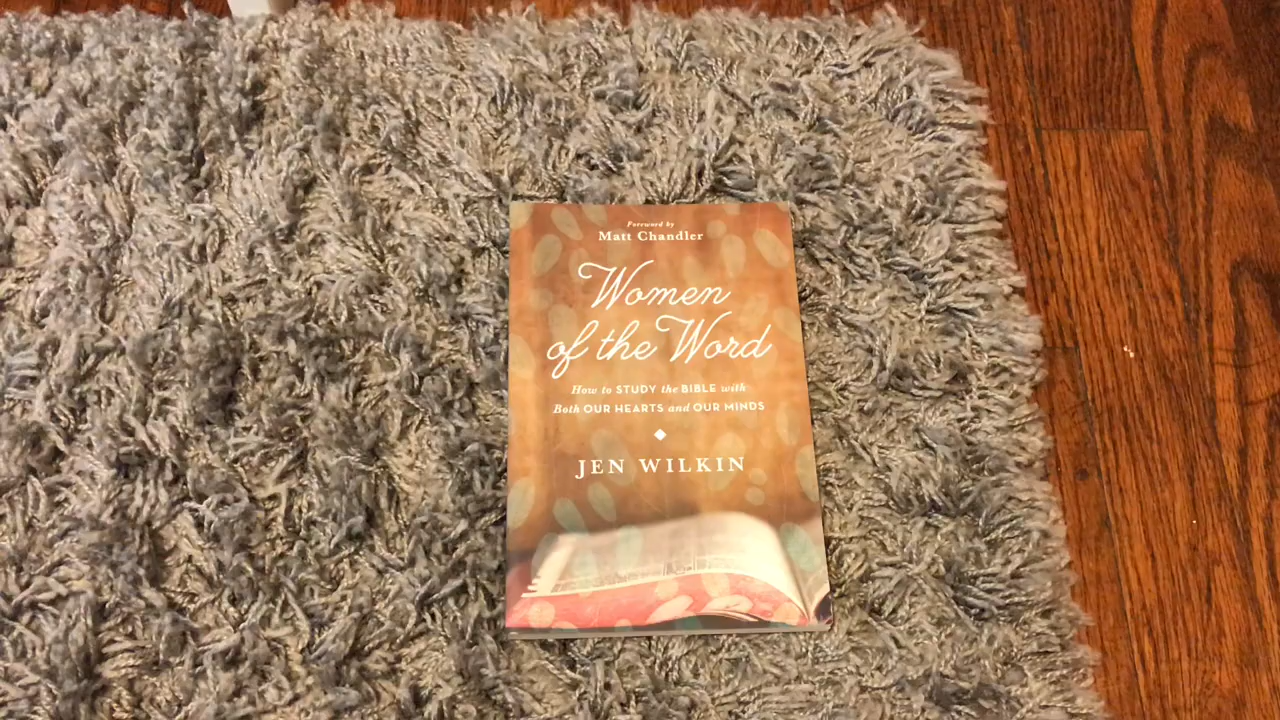 Foreword by
Matt Chandler
Women
of the Word
How to STUDY the BIBLE with
Both OUR HEARTS and OUR MINDS
JEN WILKIN